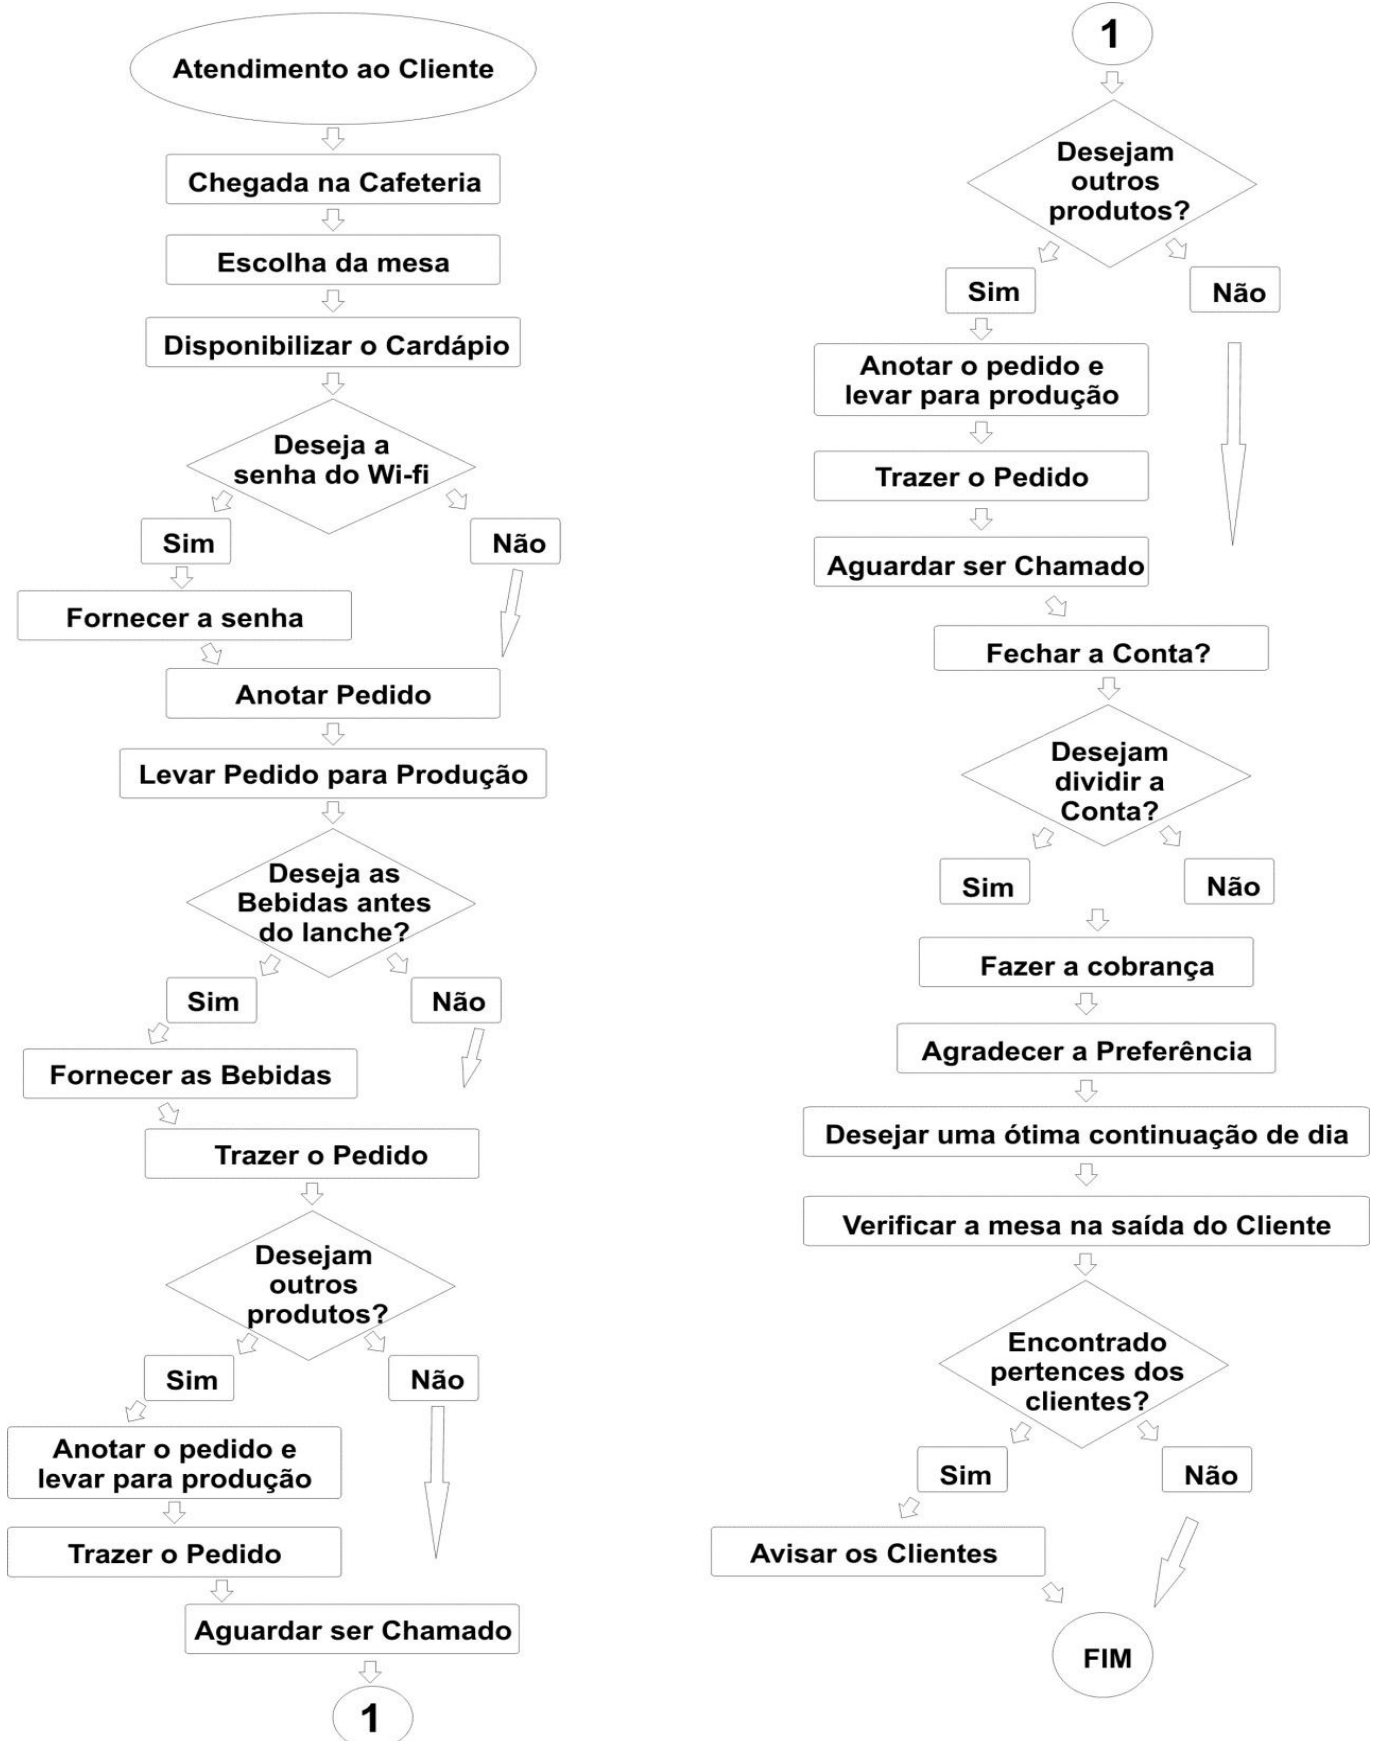 Atendimento ao Cliente
Chegada na Cafeteria
Escolha da mesa
Disponibilizar o Cardápio
Deseja a
senha do Wi-fi
Sim
Não
Fornecer a senha
Anotar Pedido
Levar Pedido para Produção
Deseja as
Bebidas antes
do lanche?
Sim
Não
Fornecer as Bebidas
Trazer o Pedido
Desejam
outros
produtos?
Sim
Não
Anotar o pedido e
levar para produção
Trazer o Pedido
Aguardar ser Chamado
1
1
Desejam
outros
produtos?
Sim
Não
Anotar o pedido e
levar para produção
Trazer o Pedido
Aguardar ser Chamado
Fechar a Conta?
Desejam
dividir a
Conta?
Sim
Não
Fazer a cobrança
Agradecer a Preferência
Desejar uma ótima continuação de dia
Verificar a mesa na saída do Cliente
Encontrado
pertences dos
clientes?
Sim
Não
Avisar os Clientes
FIM